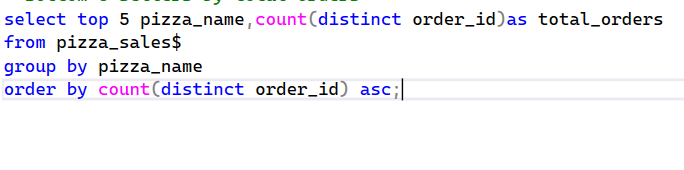 select top 5 pizza_name,count(distinct order_id)as total_orders
from pizza_sales$
group by pizza_name
order by count(distinct order_id) asc;